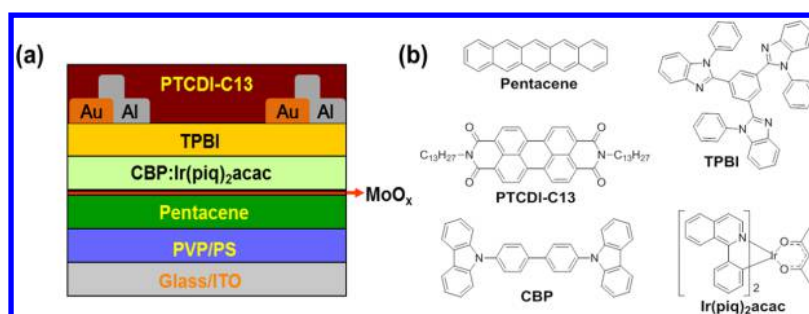 (a)
PTCDI-C13
Au Al Au Al
TPBI
CBP:Ir(piq)₂acac
MoOₓ
Pentacene
PVP/PS
Glass/ITO
(b)
Pentacene
N N
N
N
N
N
TPBI
O O
C₁₃H₂₇-N N-C₁₃H₂₇
O O
PTCDI-C13
N N
CBP
N O
Ir
O
2
Ir(piq)₂acac